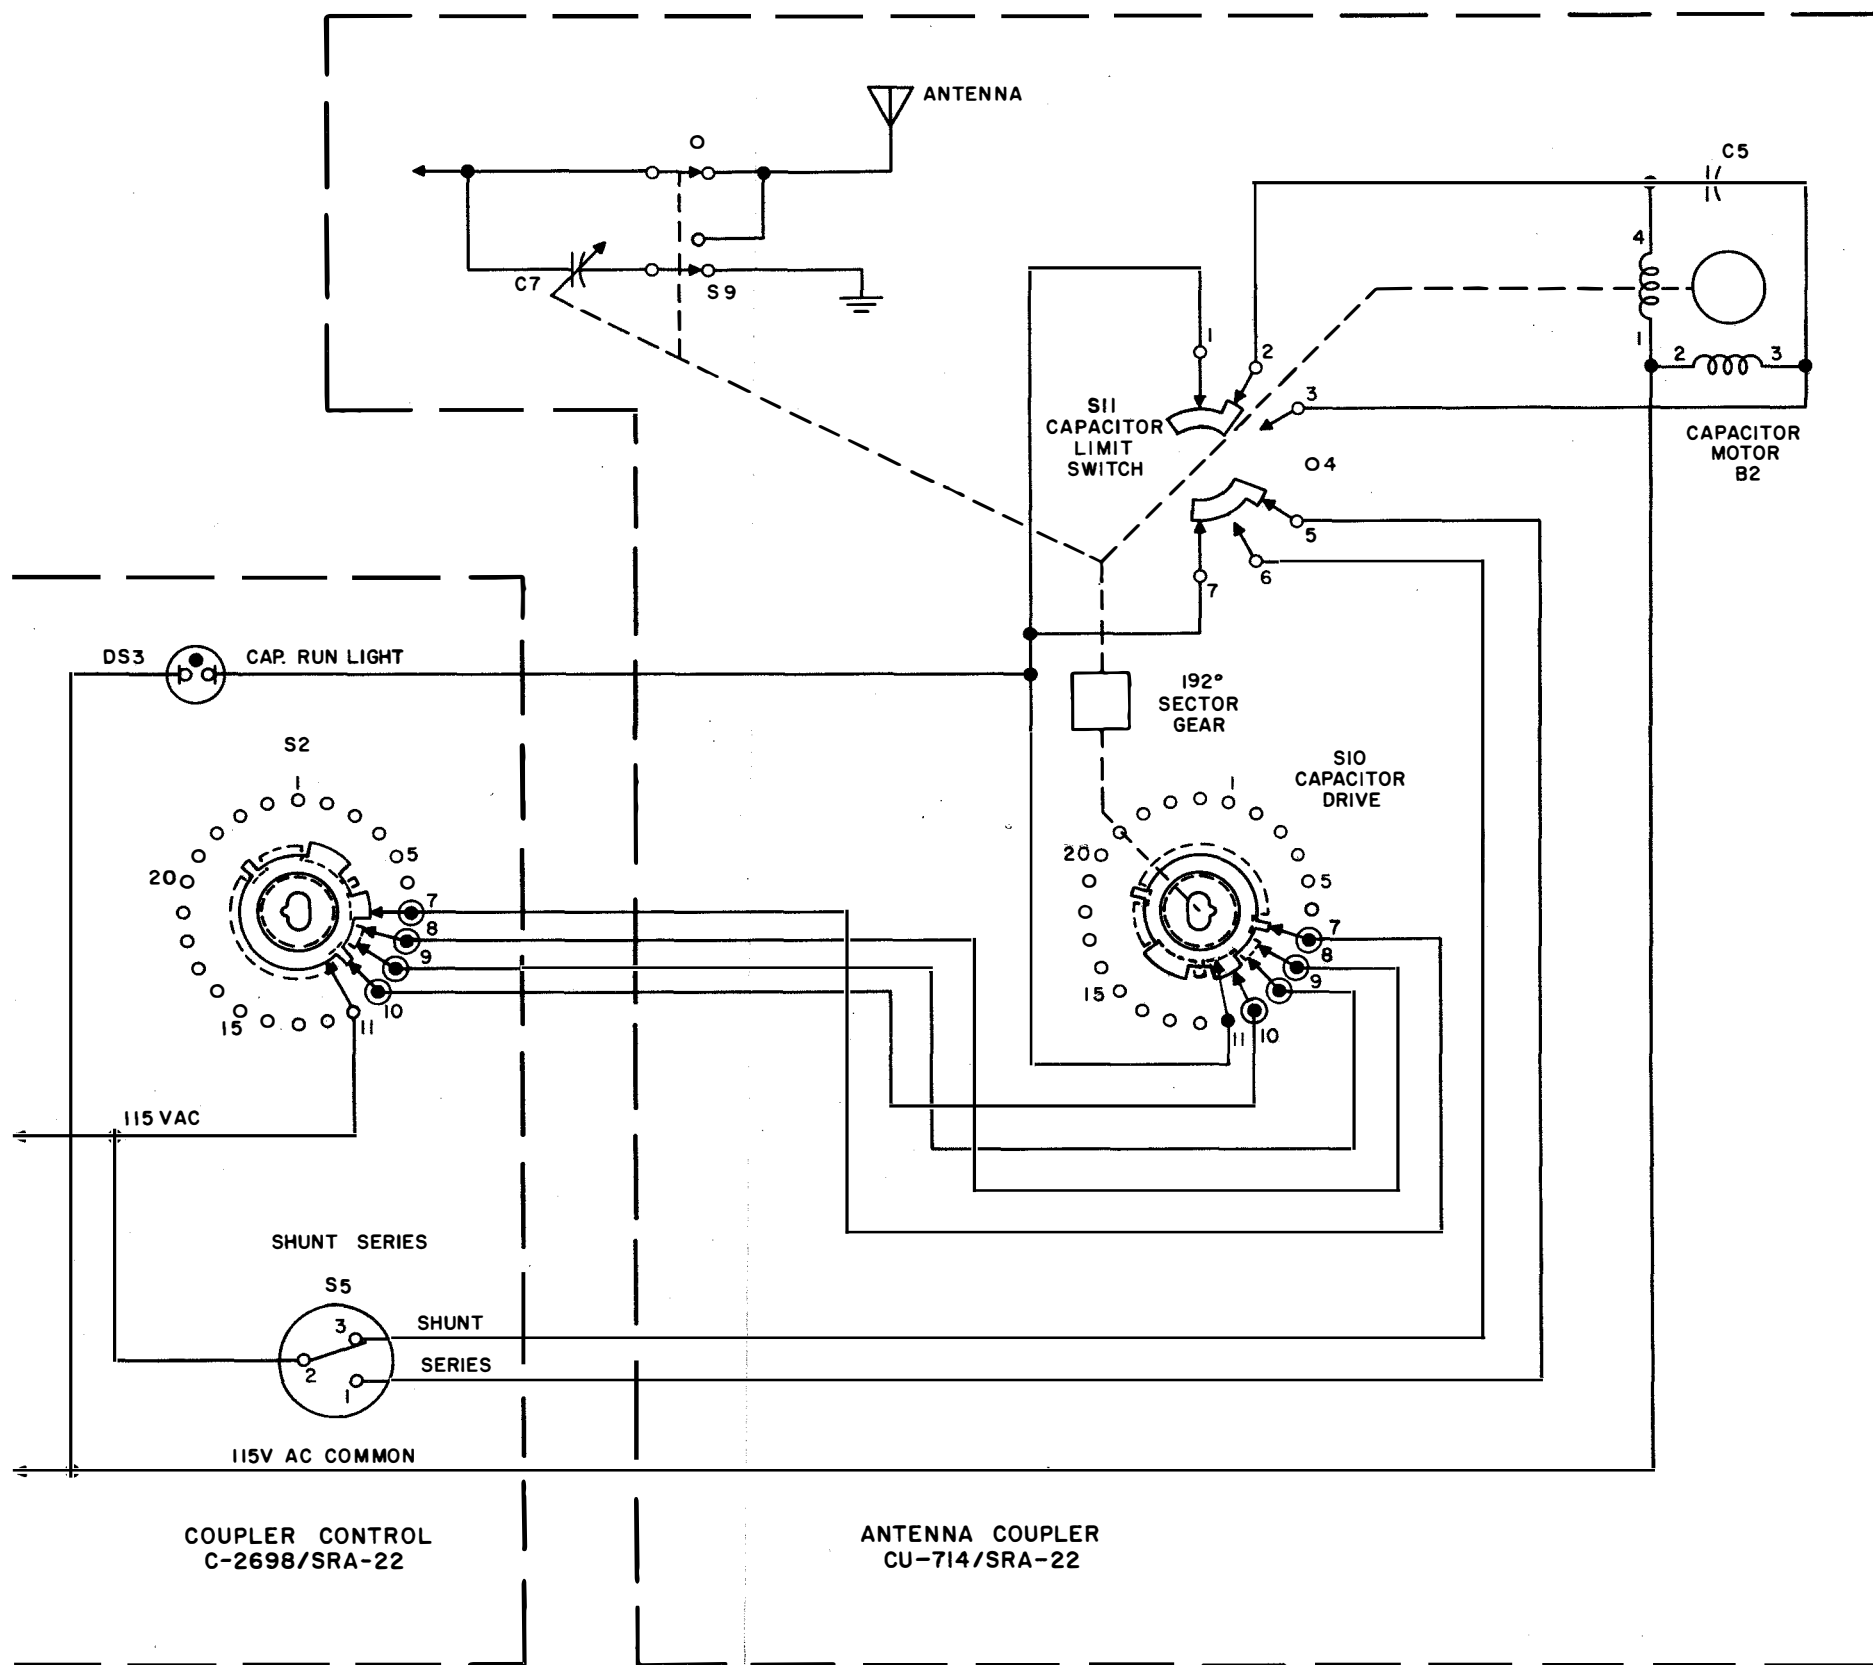 ANTENNA
C5
4
C7
S9
1
2
1
2
3
3
S11
CAPACITOR
LIMIT
SWITCH
CAPACITOR
MOTOR
B2
4
5
6
7
DS3
CAP. RUN LIGHT
192°
SECTOR
GEAR
S2
S10
CAPACITOR
DRIVE
1
5
20
7
8
9
10
11
15
1
5
20
7
8
9
10
11
15
115 VAC
SHUNT SERIES
S5
3
2
1
SHUNT
SERIES
115V AC COMMON
COUPLER CONTROL
C-2698/SRA-22
ANTENNA COUPLER
CU-714/SRA-22